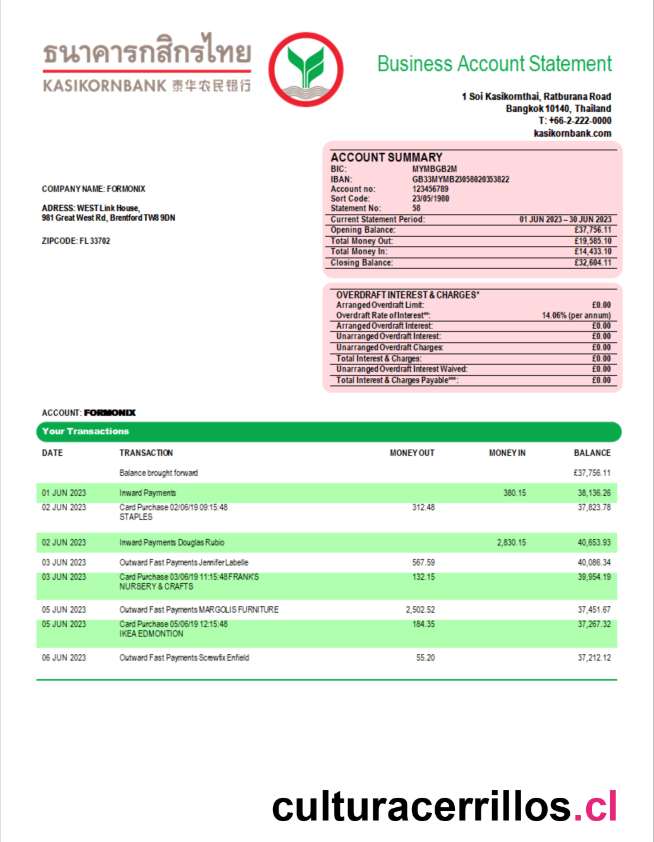 ธนาคารกสิกรไทย
KASIKORNBANK 泰华农民银行
Business Account Statement
1 Soi Kasikornthai, Ratburana Road
Bangkok 10140, Thailand
T: +66-2-222-0000
kasikornbank.com
COMPANY NAME: FORMONIX
ADRESS: WEST Link House,
981 Great West Rd, Brentford TW8 9DN
ZIPCODE: FL 33702
ACCOUNT SUMMARY
BIC: MYMBGB2M
IBAN: GB33MYMB23058020353822
Account no: 123456789
Sort Code: 23/05/1980
Statement No: 58
Current Statement Period: 01 JUN 2023 – 30 JUN 2023
Opening Balance: £37,756.11
Total Money Out: £19,585.10
Total Money In: £14,433.10
Closing Balance: £32,604.11
OVERDRAFT INTEREST & CHARGES*
Arranged Overdraft Limit: £0.00
Overdraft Rate of Interest**: 14.06% (per annum)
Arranged Overdraft Interest: £0.00
Unarranged Overdraft Interest: £0.00
Unarranged Overdraft Charges: £0.00
Total Interest & Charges: £0.00
Unarranged Overdraft Interest Waived: £0.00
Total Interest & Charges Payable***: £0.00
ACCOUNT: FORMONIX
Your Transactions
DATE TRANSACTION MONEY OUT MONEY IN BALANCE
Balance brought forward £37,756.11
01 JUN 2023 Inward Payments 380.15 38,136.26
02 JUN 2023 Card Purchase 02/06/19 09:15:48 312.48 37,823.78
STAPLES
02 JUN 2023 Inward Payments Douglas Rubio 2,830.15 40,653.93
03 JUN 2023 Outward Fast Payments Jennifer Labelle 567.59 40,086.34
03 JUN 2023 Card Purchase 03/06/19 11:15:48 FRANK'S 132.15 39,954.19
NURSERY & CRAFTS
05 JUN 2023 Outward Fast Payments MARGOLIS FURNITURE 2,502.52 37,451.67
05 JUN 2023 Card Purchase 05/06/19 12:15:48 184.35 37,267.32
IKEA EDMONTION
06 JUN 2023 Outward Fast Payments Screwfix Enfield 55.20 37,212.12
culturacerrillos.cl